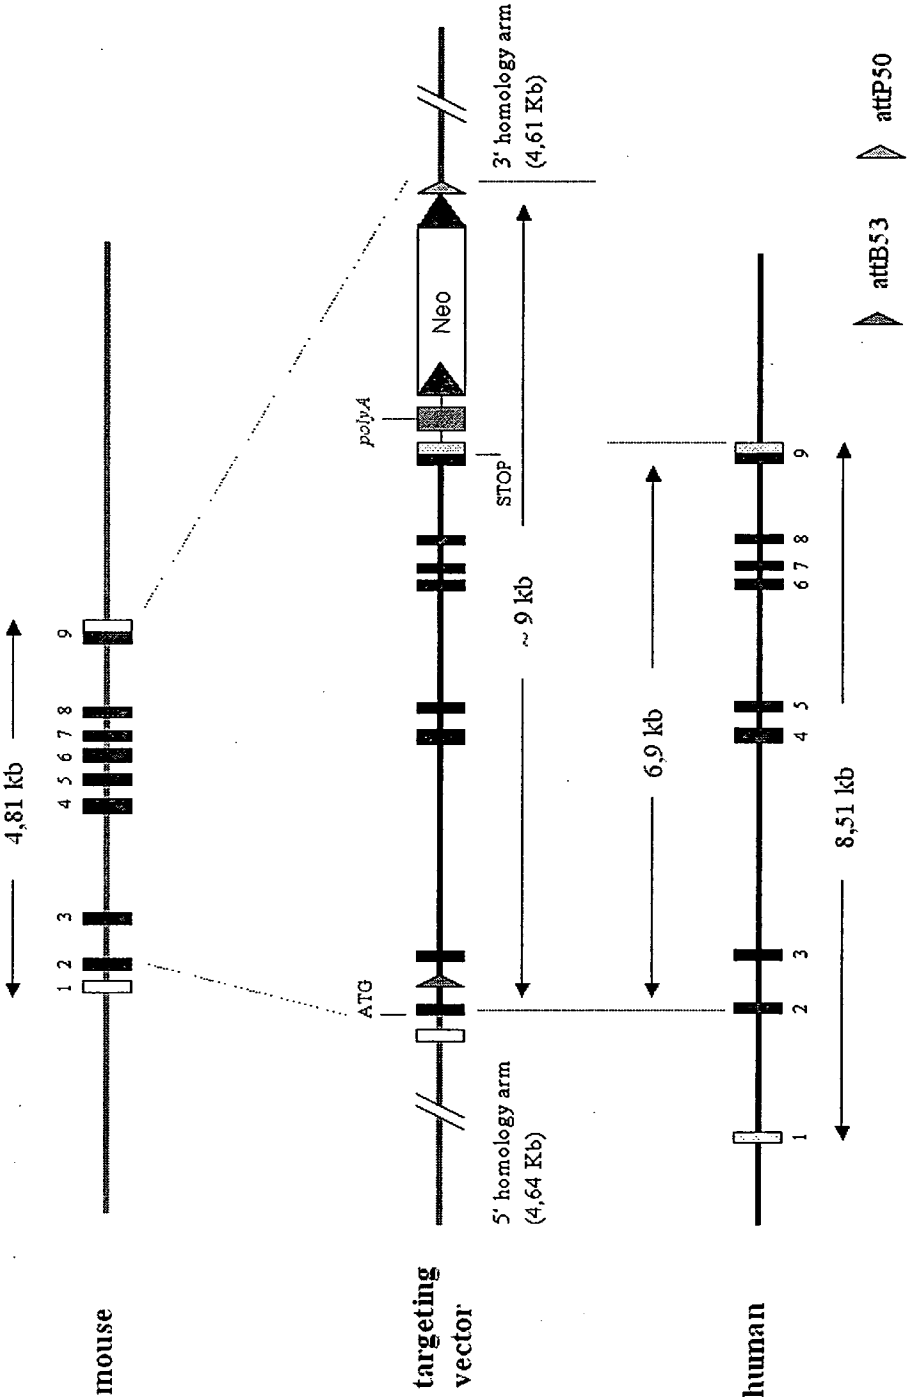 mouse
4,81 kb
1 2 3 4 5 6 7 8 9
targeting
vector
5' homology arm
(4,64 Kb)
ATG
~ 9 kb
STOP
polyA
Neo
3' homology arm
(4,61 Kb)
human
6,9 kb
1 2 3 4 5 6 7 8 9
8,51 kb
attB53
attP50